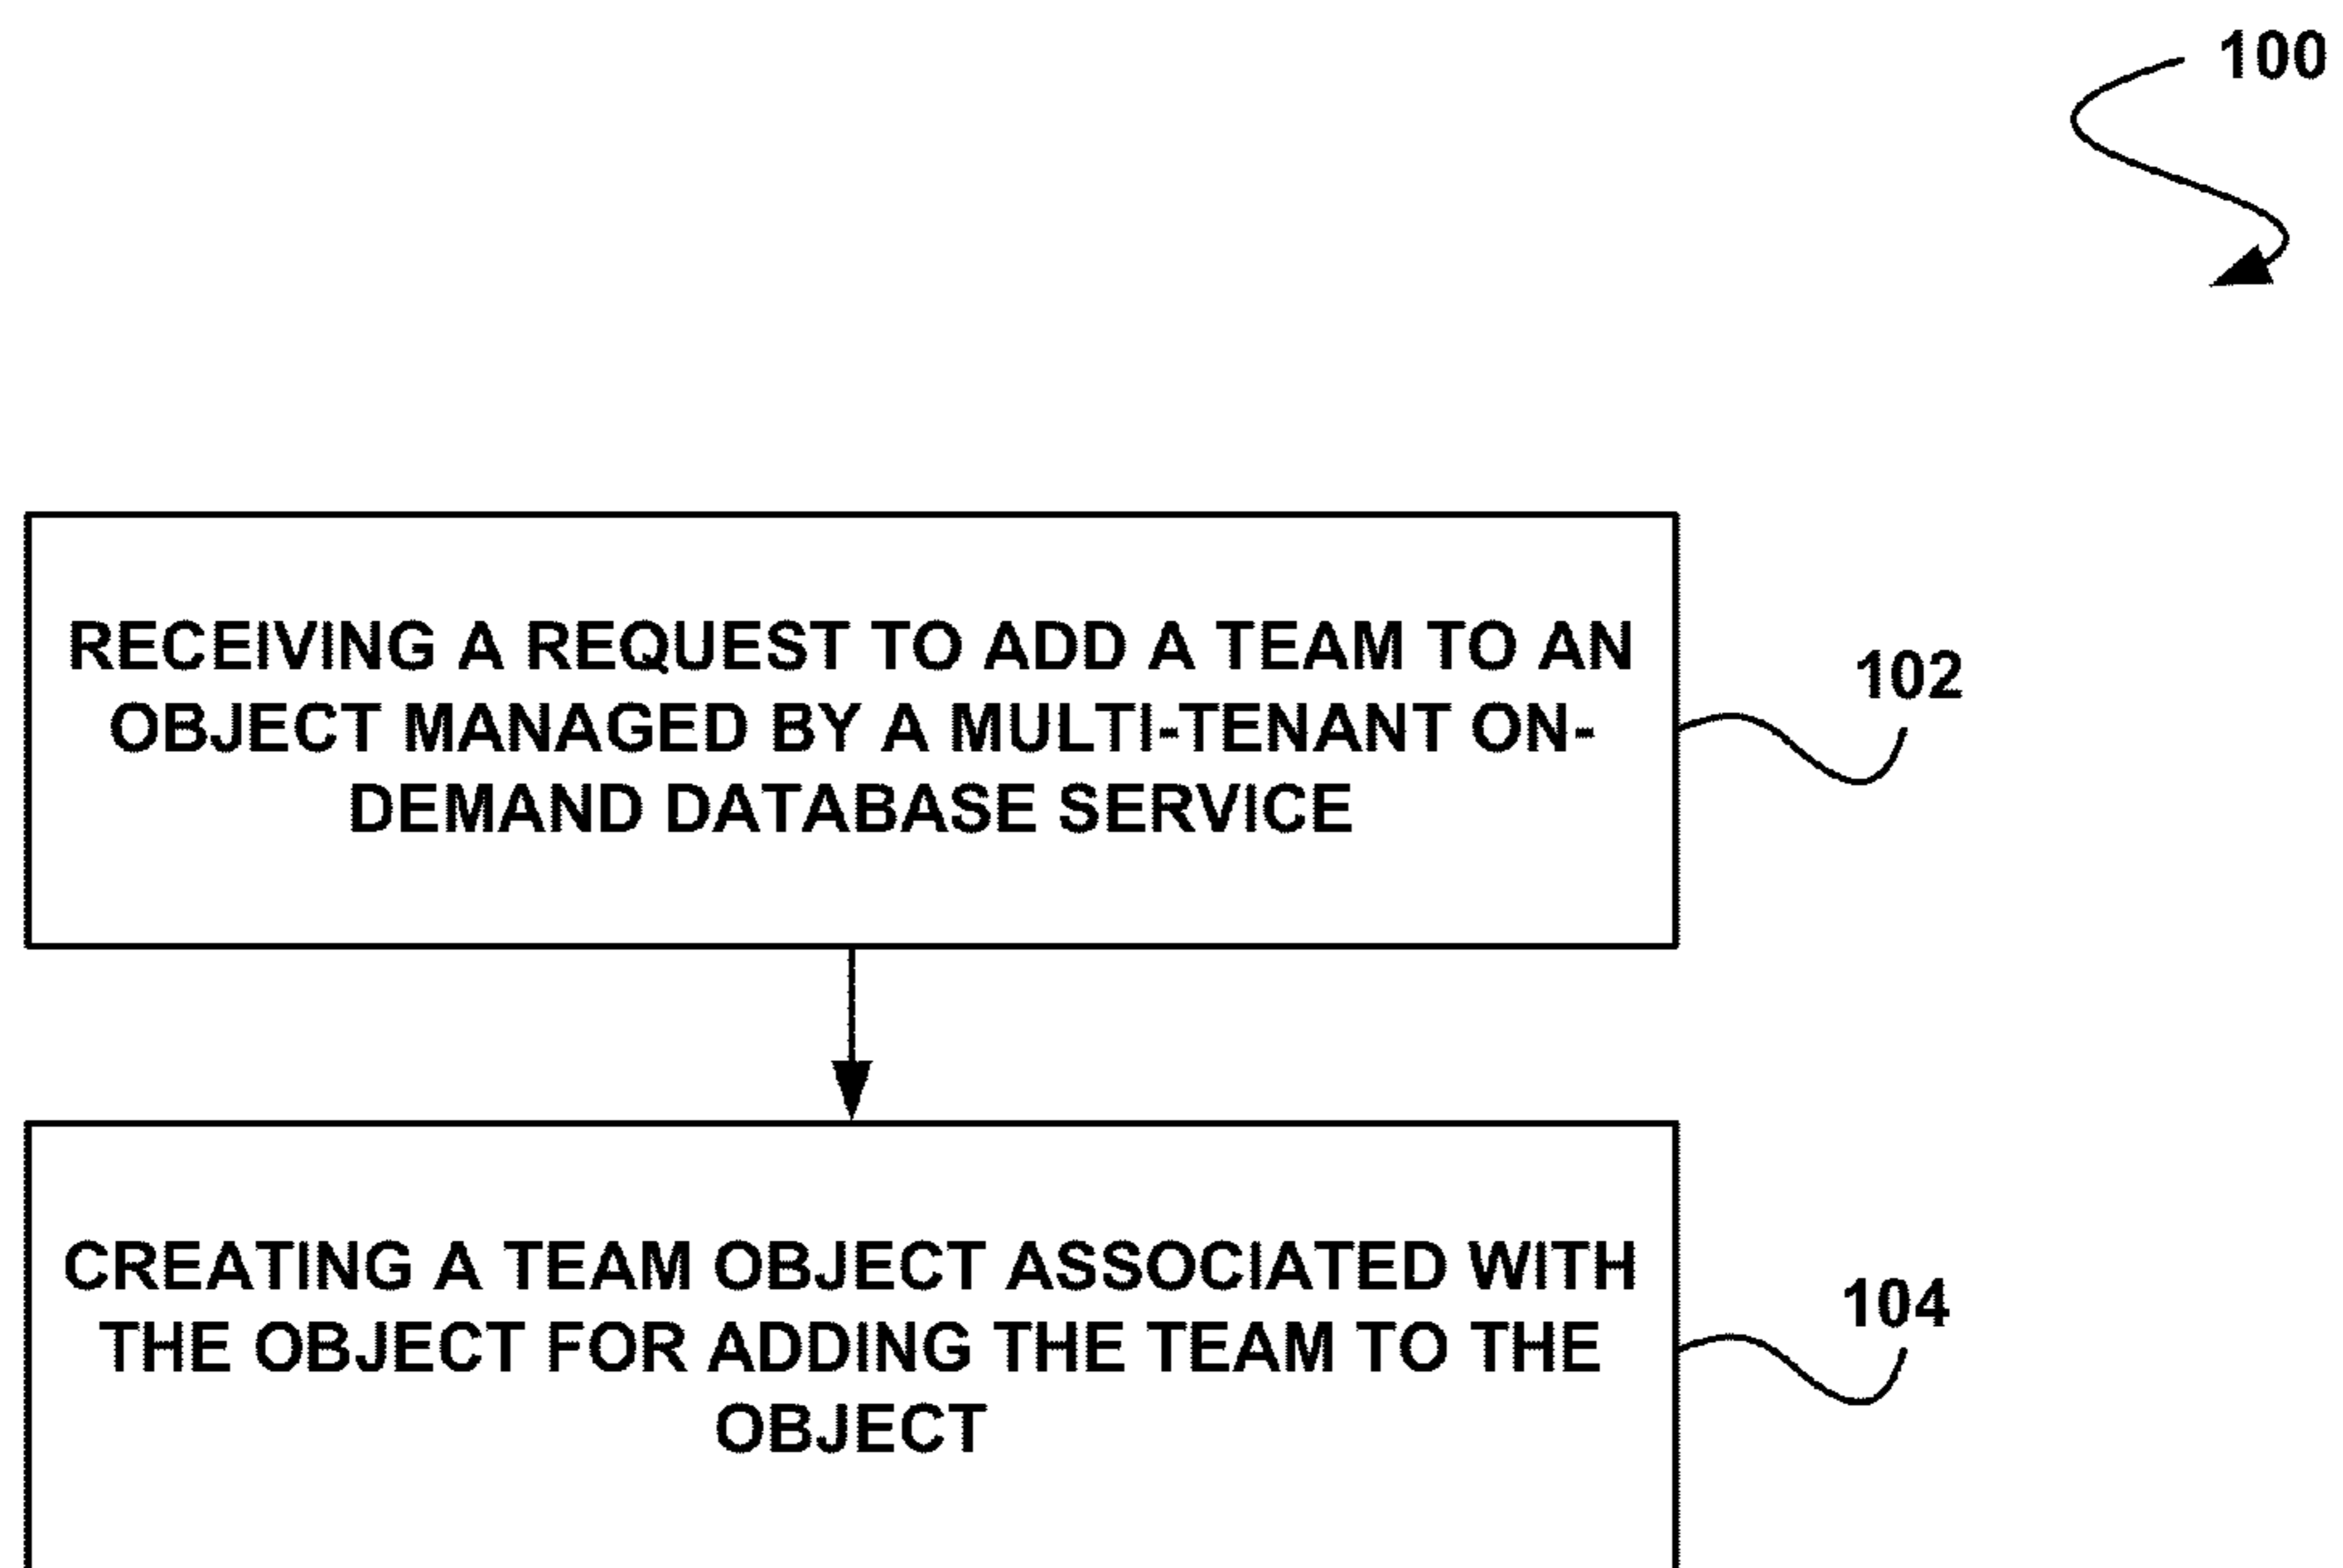 100
RECEIVING A REQUEST TO ADD A TEAM TO AN
OBJECT MANAGED BY A MULTI-TENANT ON-
DEMAND DATABASE SERVICE
102
CREATING A TEAM OBJECT ASSOCIATED WITH
THE OBJECT FOR ADDING THE TEAM TO THE
OBJECT
104